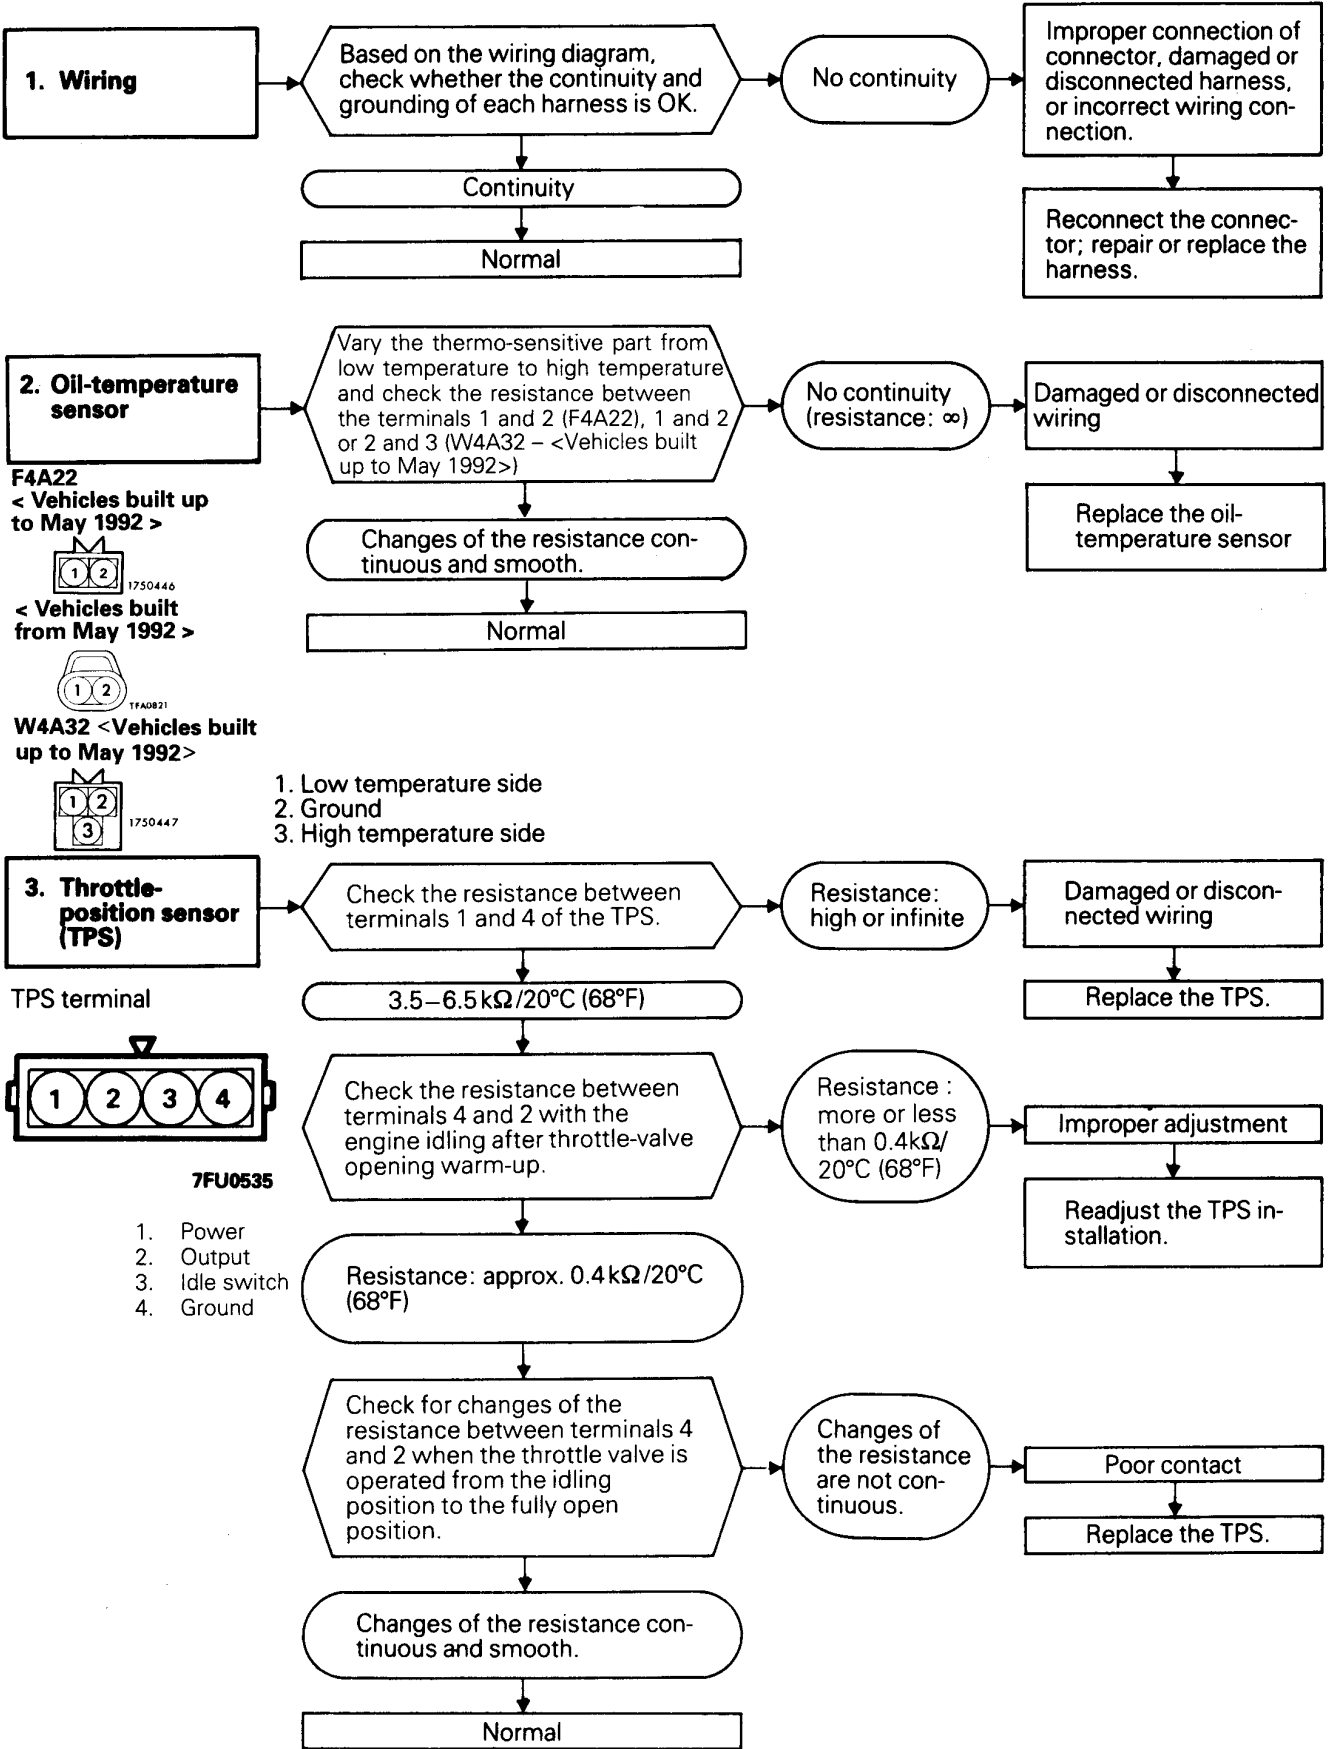 1. Wiring
Based on the wiring diagram,
check whether the continuity and
grounding of each harness is OK.
No continuity
Improper connection of
connector, damaged or
disconnected harness,
or incorrect wiring con-
nection.
Continuity
Normal
Reconnect the connec-
tor; repair or replace the
harness.
2. Oil-temperature
sensor
Vary the thermo-sensitive part from
low temperature to high temperature
and check the resistance between
the terminals 1 and 2 (F4A22), 1 and 2
or 2 and 3 (W4A32 – <Vehicles built
up to May 1992>)
No continuity
(resistance: ∞)
Damaged or disconnected
wiring
Replace the oil-
temperature sensor
Changes of the resistance con-
tinuous and smooth.
Normal
F4A22
< Vehicles built up
to May 1992 >
1 2
1750446
< Vehicles built
from May 1992 >
1 2
TFA0821
W4A32 <Vehicles built
up to May 1992>
1 2
3
1750447
1. Low temperature side
2. Ground
3. High temperature side
3. Throttle-
position sensor
(TPS)
Check the resistance between
terminals 1 and 4 of the TPS.
Resistance:
high or infinite
Damaged or discon-
nected wiring
Replace the TPS.
3.5–6.5 kΩ/20°C (68°F)
TPS terminal
1 2 3 4
7FU0535
1. Power
2. Output
3. Idle switch
4. Ground
Check the resistance between
terminals 4 and 2 with the
engine idling after throttle-valve
opening warm-up.
Resistance :
more or less
than 0.4kΩ/
20°C (68°F)
Improper adjustment
Readjust the TPS in-
stallation.
Resistance: approx. 0.4kΩ/20°C
(68°F)
Check for changes of the
resistance between terminals 4
and 2 when the throttle valve is
operated from the idling
position to the fully open
position.
Changes of
the resistance
are not con-
tinuous.
Poor contact
Replace the TPS.
Changes of the resistance con-
tinuous and smooth.
Normal